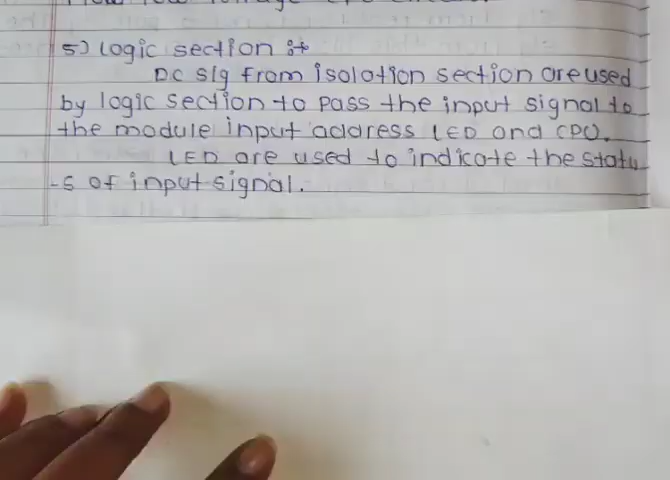 5) Logic section :-
DC sig from isolation section are used
by logic section to pass the input signal to
the module input address LED and CPU.
LED are used to indicate the statu
-s of input signal.